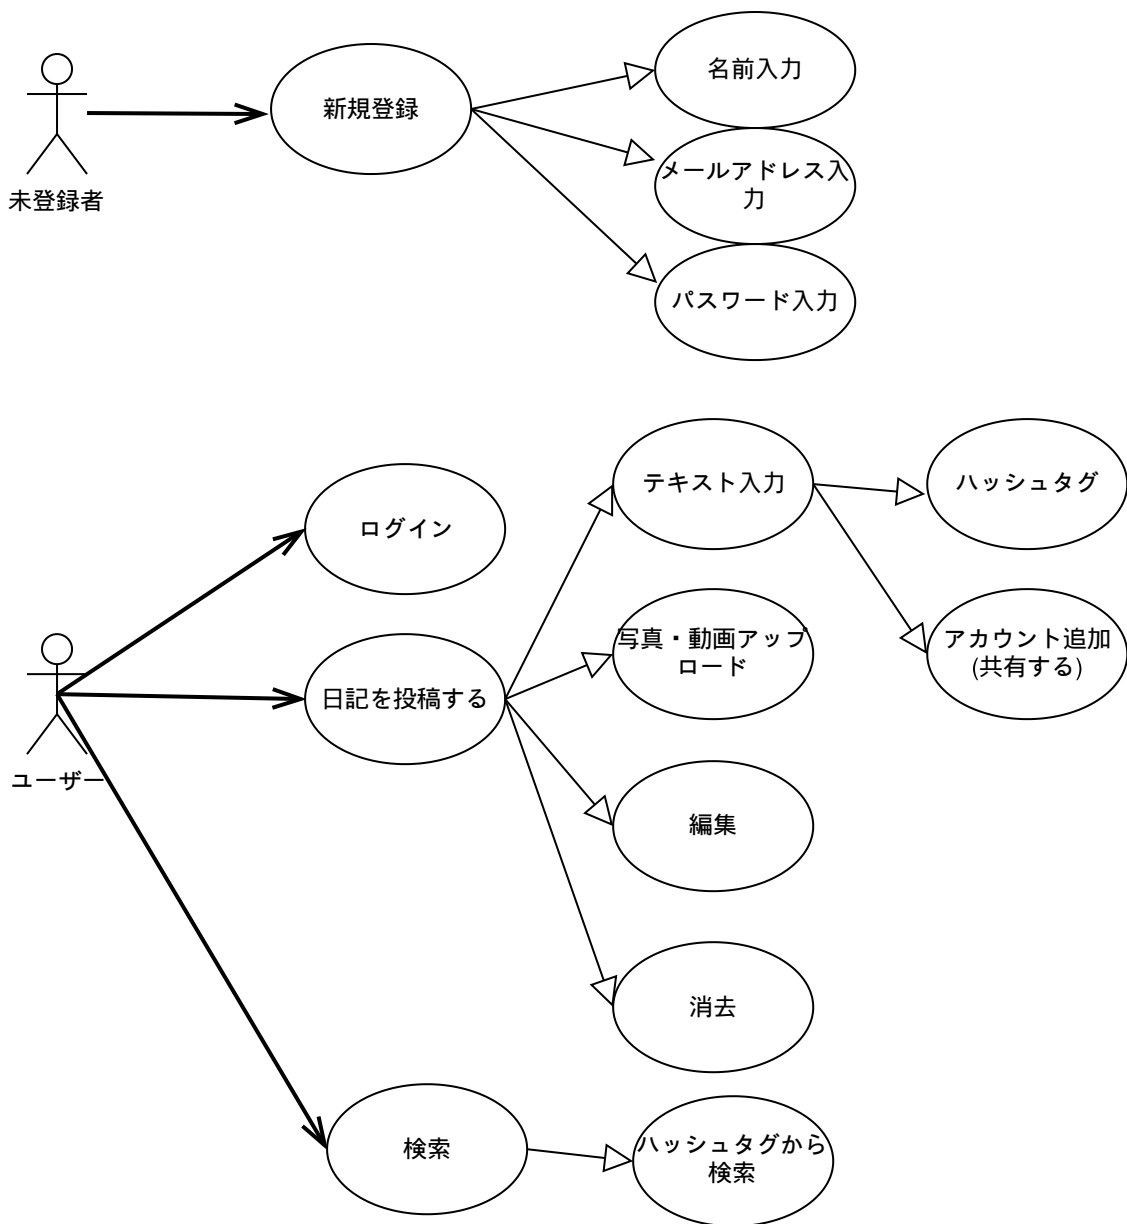 名前入力
新規登録
メールアドレス入
力
未登録者
パスワード入力
テキスト入力
ハッシュタグ
ログイン
写真・動画アップ
ロード
アカウント追加
(共有する)
日記を投稿する
ユーザー
編集
消去
検索
ハッシュタグから
検索